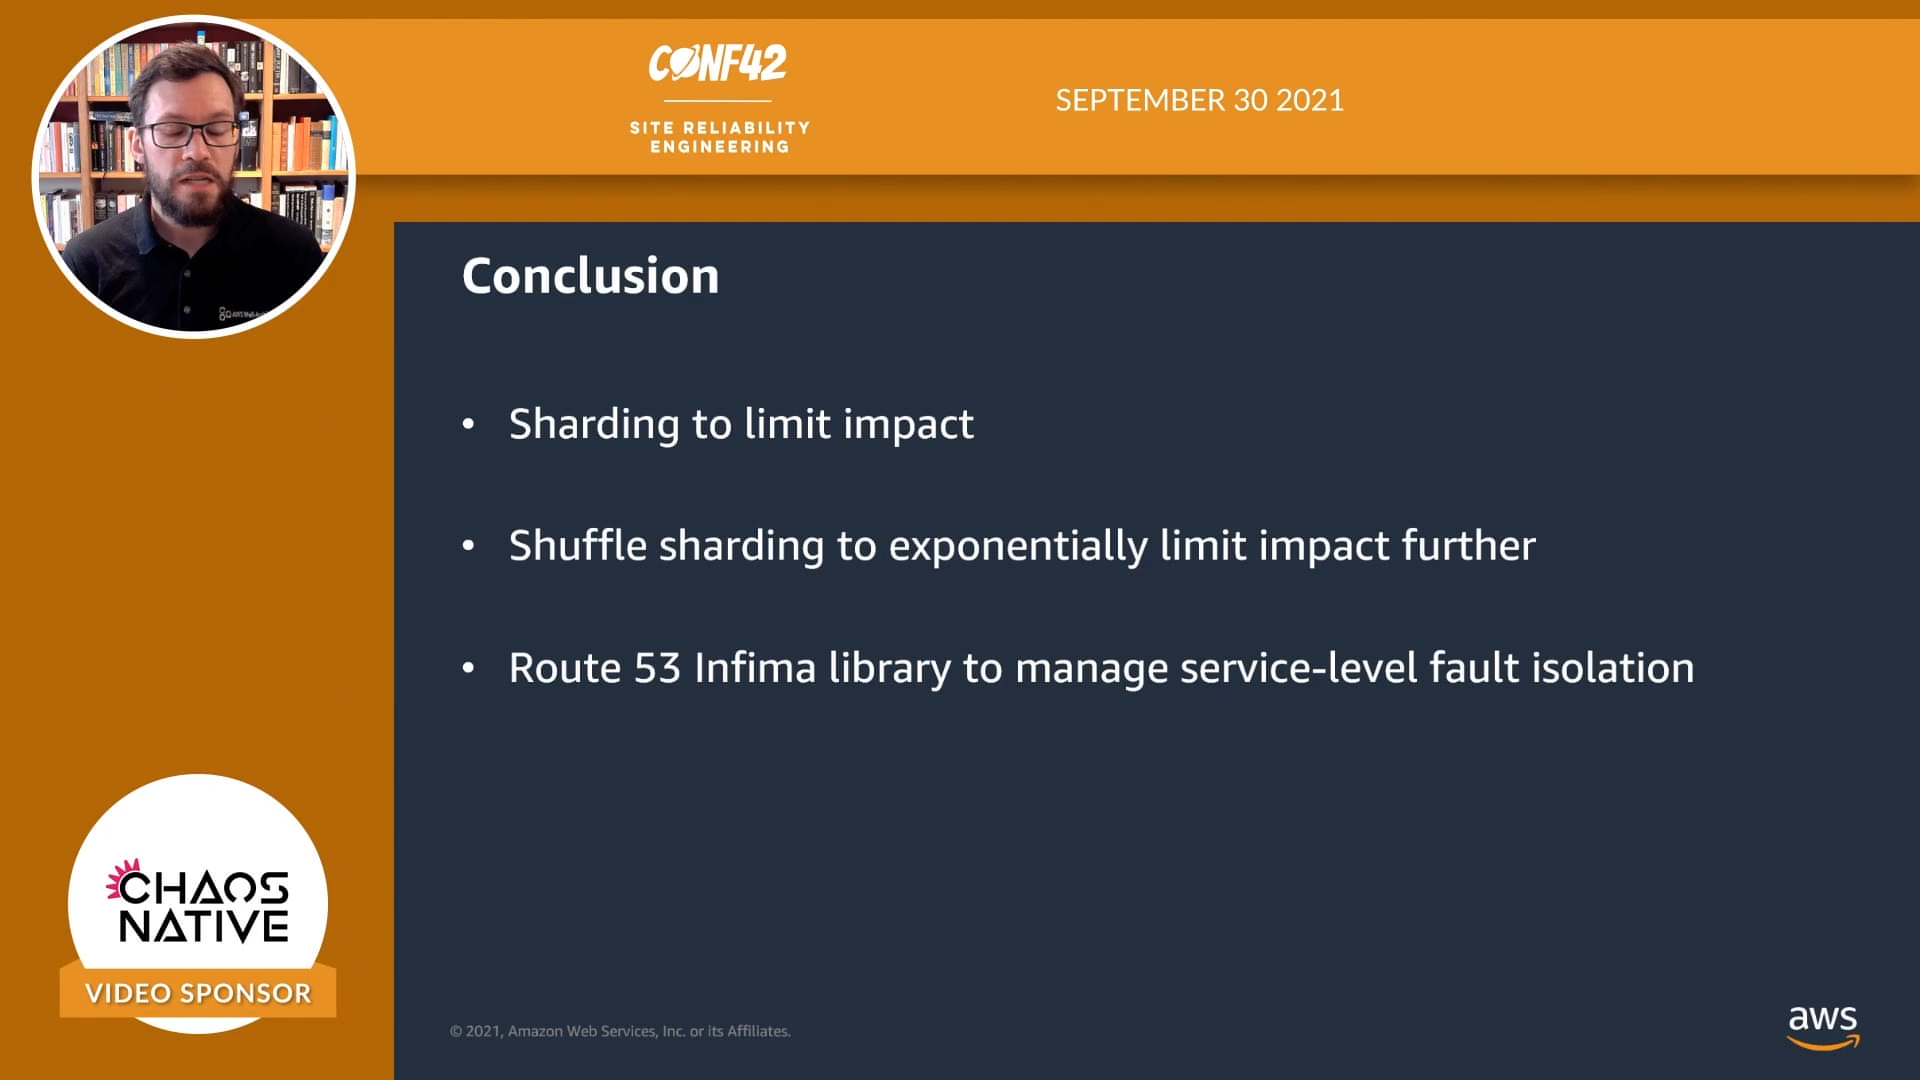 CONF42
SITE RELIABILITY
ENGINEERING
SEPTEMBER 30 2021
Conclusion
• Sharding to limit impact
• Shuffle sharding to exponentially limit impact further
• Route 53 Infima library to manage service-level fault isolation
CHAOS
NATIVE
VIDEO SPONSOR
© 2021, Amazon Web Services, Inc. or its Affiliates.
aws